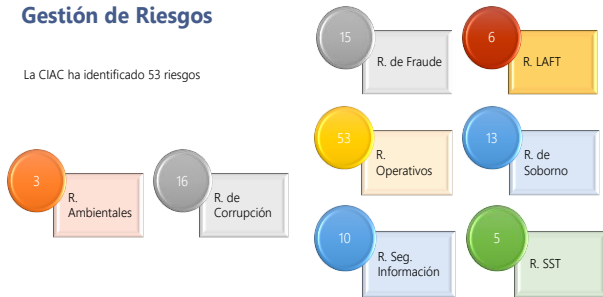 Gestión de Riesgos
La CIAC ha identificado 53 riesgos
15
R. de Fraude
6
R. LAFT
53
R.
Operativos
13
R. de
Soborno
3
R.
Ambientales
16
R. de
Corrupción
10
R. Seg.
Información
5
R. SST